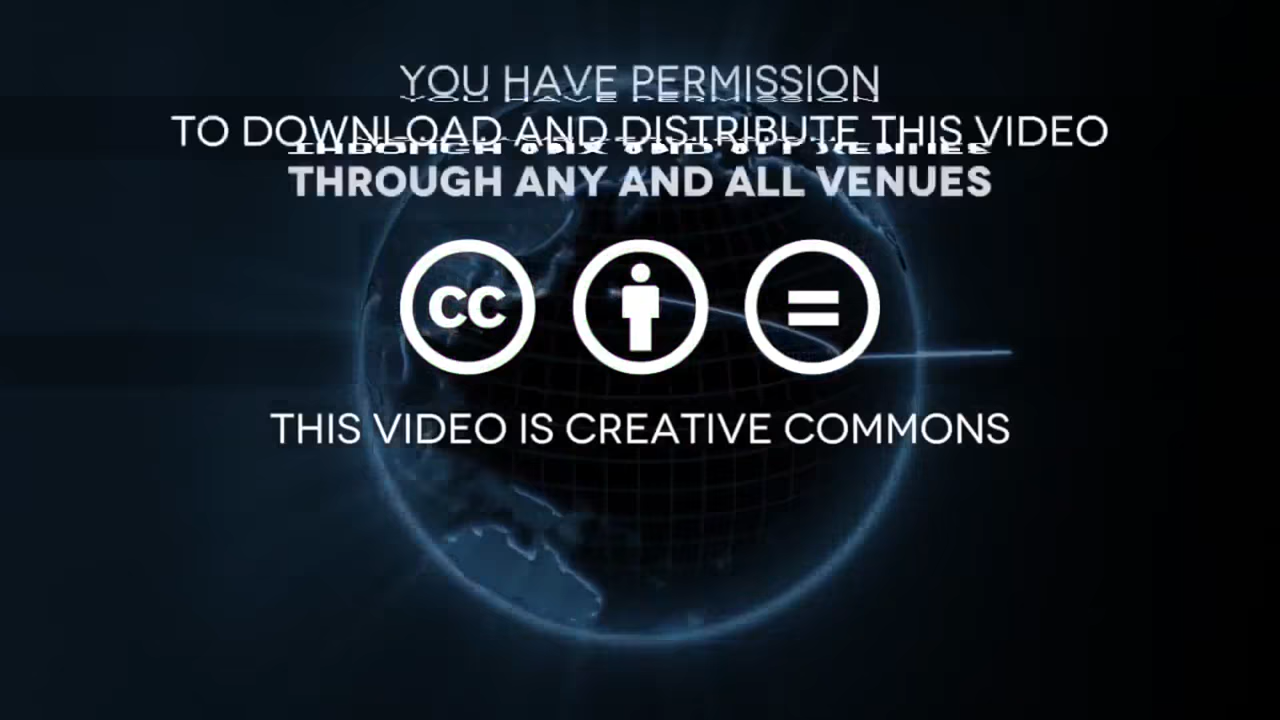 YOU HAVE PERMISSION
TO DOWNLOAD AND DISTRIBUTE THIS VIDEO
THROUGH ANY AND ALL VENUES
cc
THIS VIDEO IS CREATIVE COMMONS